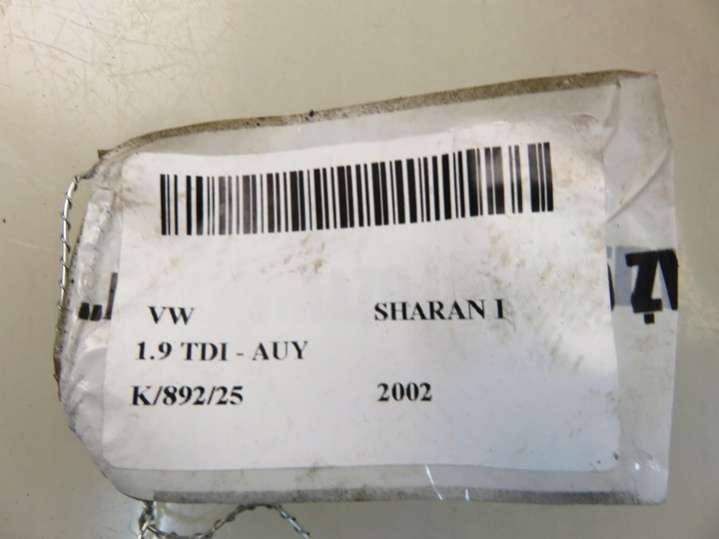 VW SHARAN I
1.9 TDI - AUY
K/892/25 2002